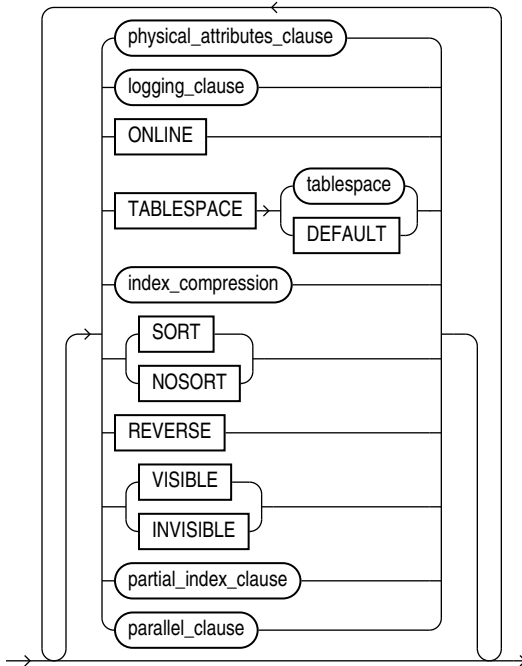 physical_attributes_clause
logging_clause
ONLINE
tablespace
TABLESPACE
DEFAULT
index_compression
SORT
NOSORT
REVERSE
VISIBLE
INVISIBLE
partial_index_clause
parallel_clause